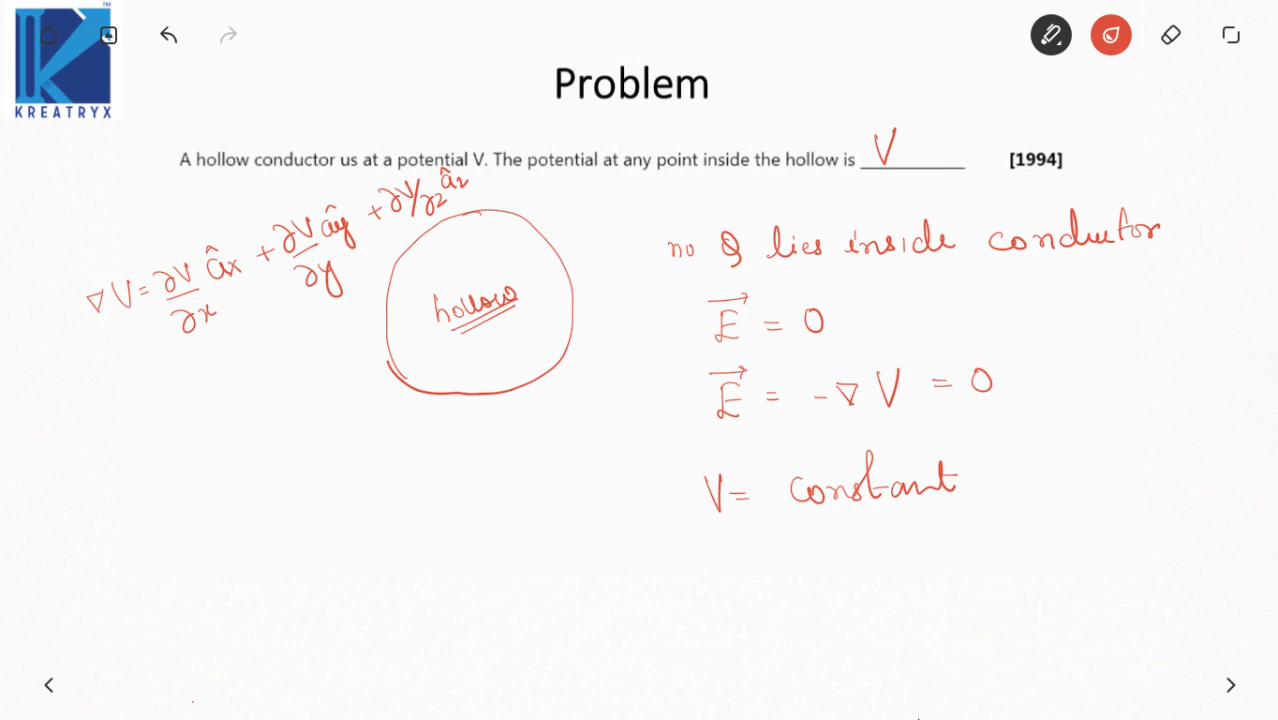 KREATRYX
TM
Problem
A hollow conductor us at a potential V. The potential at any point inside the hollow is V [1994]
∇V = ∂V/∂x âx + ∂V/∂y ây + ∂V/∂z âz
hollow
no Q lies inside conductor
E = 0
E = -∇V = 0
V = constant